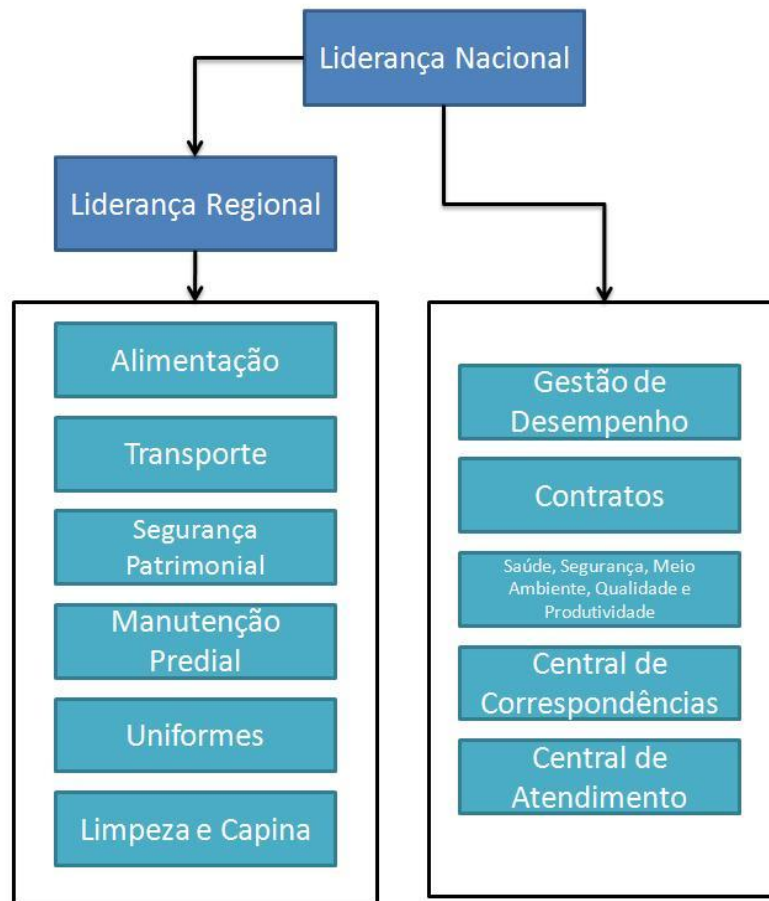 Liderança Nacional
Liderança Regional
Alimentação
Transporte
Segurança
Patrimonial
Manutenção
Predial
Uniformes
Limpeza e Capina
Gestão de
Desempenho
Contratos
Saúde, Segurança, Meio
Ambiente, Qualidade e
Produtividade
Central de
Correspondências
Central de
Atendimento